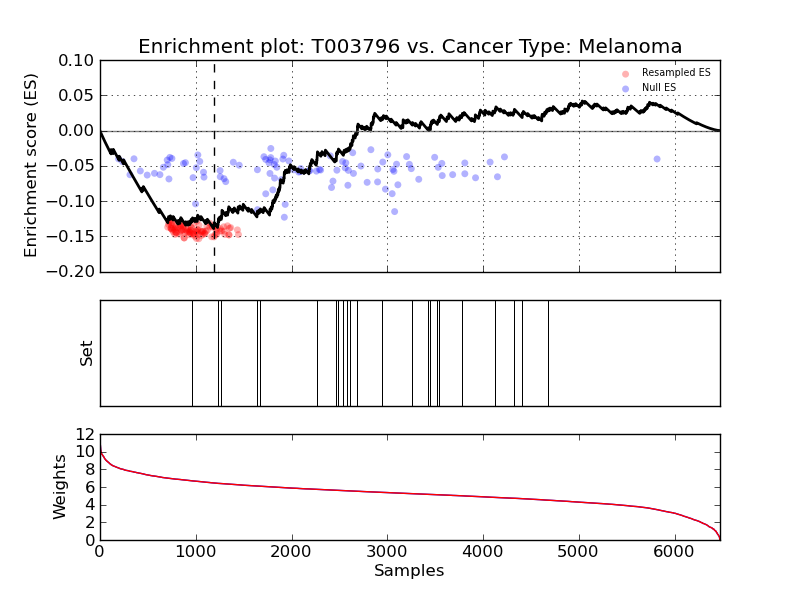 Enrichment plot: T003796 vs. Cancer Type: Melanoma
Enrichment score (ES)
0.10
0.05
0.00
−0.05
−0.10
−0.15
−0.20
Resampled ES
Null ES
Set
Weights
12
10
8
6
4
2
0
0 1000 2000 3000 4000 5000 6000
Samples